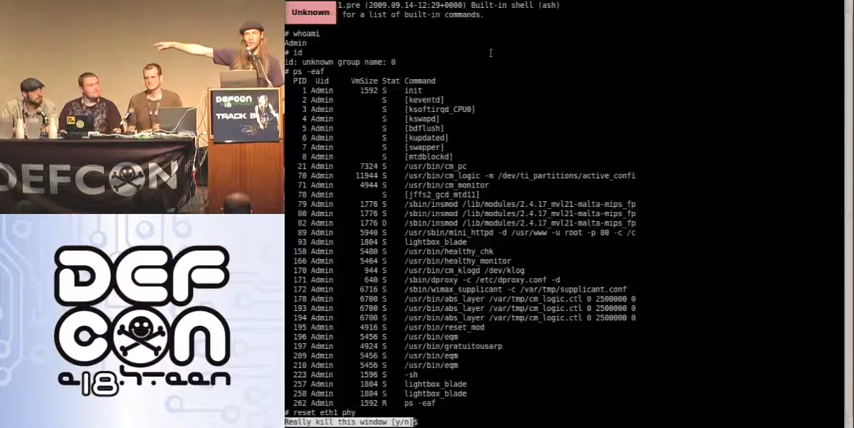 Unknown
1.pre (2009.09.14-12:29+0000) Built-in shell (ash)
for a list of built-in commands.
# whoami
Admin
# id
id: unknown group name: 0
# ps -eaf
PID Uid VmSize Stat Command
1 Admin 1592 S init
2 Admin S [keventd]
3 Admin S [ksoftirqd_CPU0]
4 Admin S [kswapd]
5 Admin S [bdflush]
6 Admin S [kupdated]
7 Admin S [swapper]
8 Admin S [mtdblockd]
21 Admin 7324 S /usr/bin/cm_pc
70 Admin 11944 S /usr/bin/cm_logic -m /dev/ti_partitions/active_confi
71 Admin 4944 S /usr/bin/cm_monitor
78 Admin S [jffs2_gcd_mtd11]
79 Admin 1776 S /sbin/insmod /lib/modules/2.4.17_mvl21-malta-mips_fp
80 Admin 1776 S /sbin/insmod /lib/modules/2.4.17_mvl21-malta-mips_fp
82 Admin 1776 D /sbin/insmod /lib/modules/2.4.17_mvl21-malta-mips_fp
89 Admin 5940 S /usr/sbin/mini_httpd -d /usr/www -u root -p 80 -c /c
93 Admin 1804 S lightbox_blade
158 Admin 5480 S /usr/bin/healthy_chk
166 Admin 5464 S /usr/bin/healthy_monitor
170 Admin 944 S /usr/bin/cm_klogd /dev/klog
171 Admin 640 S /sbin/dproxy -c /etc/dproxy.conf -d
172 Admin 6716 S /sbin/wimax_supplicant -c /var/tmp/supplicant.conf
178 Admin 6700 S /usr/bin/abs_layer /var/tmp/cm_logic.ctl 0 2500000 0
193 Admin 6700 S /usr/bin/abs_layer /var/tmp/cm_logic.ctl 0 2500000 0
194 Admin 6700 S /usr/bin/abs_layer /var/tmp/cm_logic.ctl 0 2500000 0
195 Admin 4916 S /usr/bin/reset_mod
196 Admin 5456 S /usr/bin/eqm
197 Admin 4924 S /usr/bin/gratuitousarp
209 Admin 5456 S /usr/bin/eqm
210 Admin 5456 S /usr/bin/eqm
223 Admin 1596 S -sh
257 Admin 1804 S lightbox_blade
258 Admin 1804 S lightbox_blade
262 Admin 1592 R ps -eaf
# reset eth1 phy
Really kill this window [y/n]
DEFCON
TRACK
DEFCON
DEF
CON
e18hteen